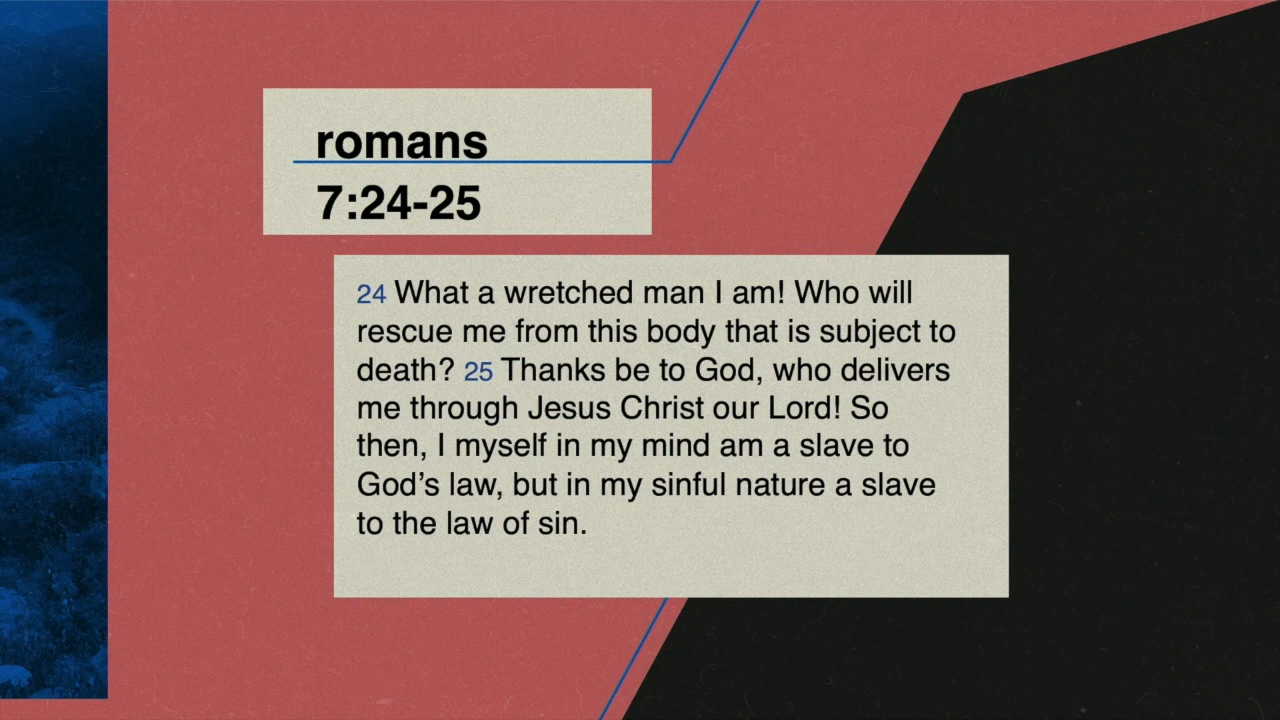 romans
7:24-25
24 What a wretched man I am! Who will
rescue me from this body that is subject to
death? 25 Thanks be to God, who delivers
me through Jesus Christ our Lord! So
then, I myself in my mind am a slave to
God’s law, but in my sinful nature a slave
to the law of sin.